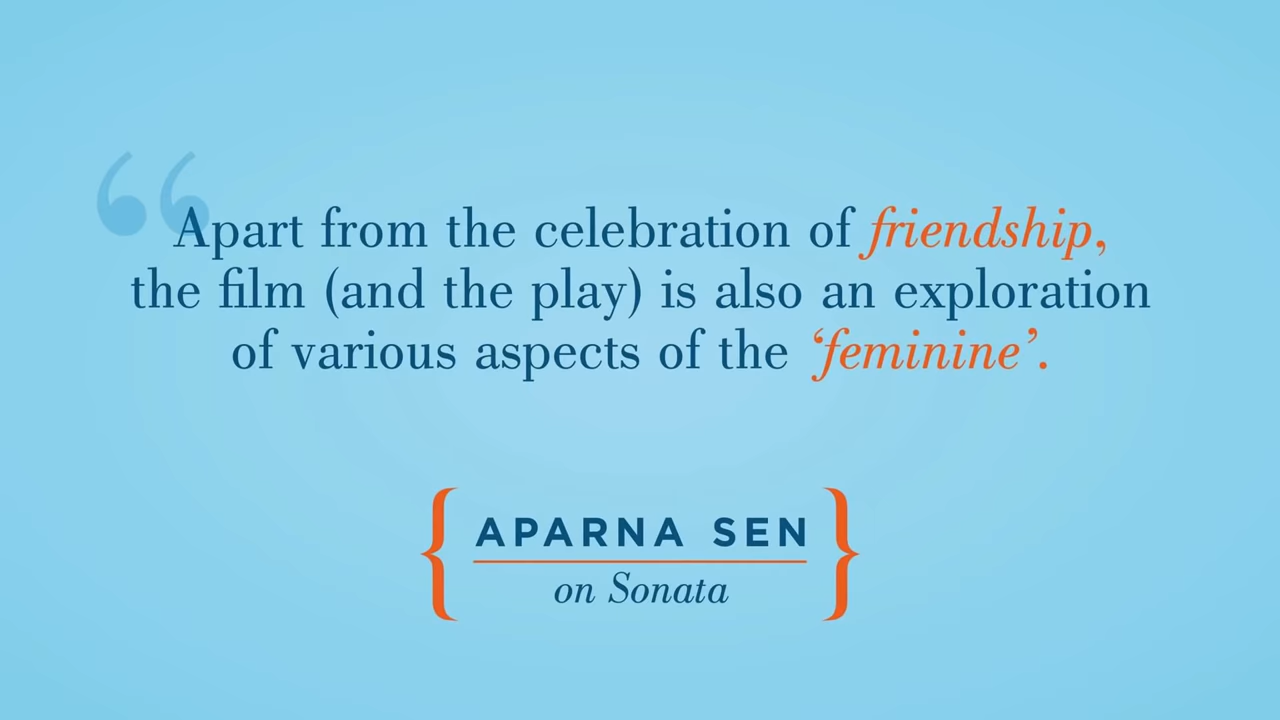 “Apart from the celebration of friendship,
the film (and the play) is also an exploration
of various aspects of the ‘feminine’.
{APARNA SEN
on Sonata}